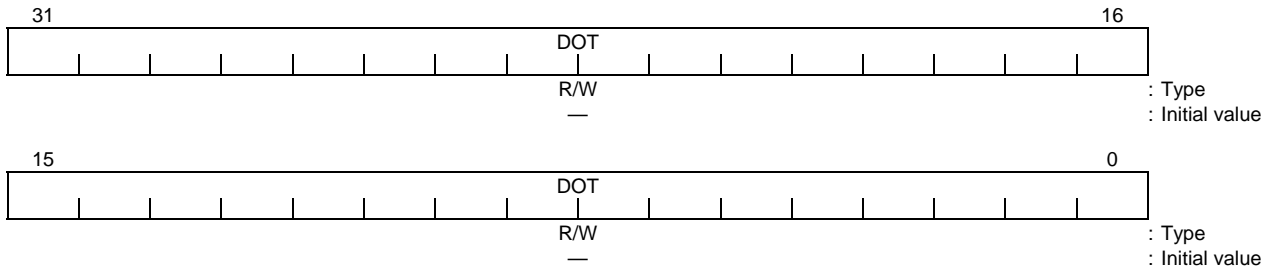 31 16
DOT
R/W : Type
— : Initial value
15 0
DOT
R/W : Type
— : Initial value